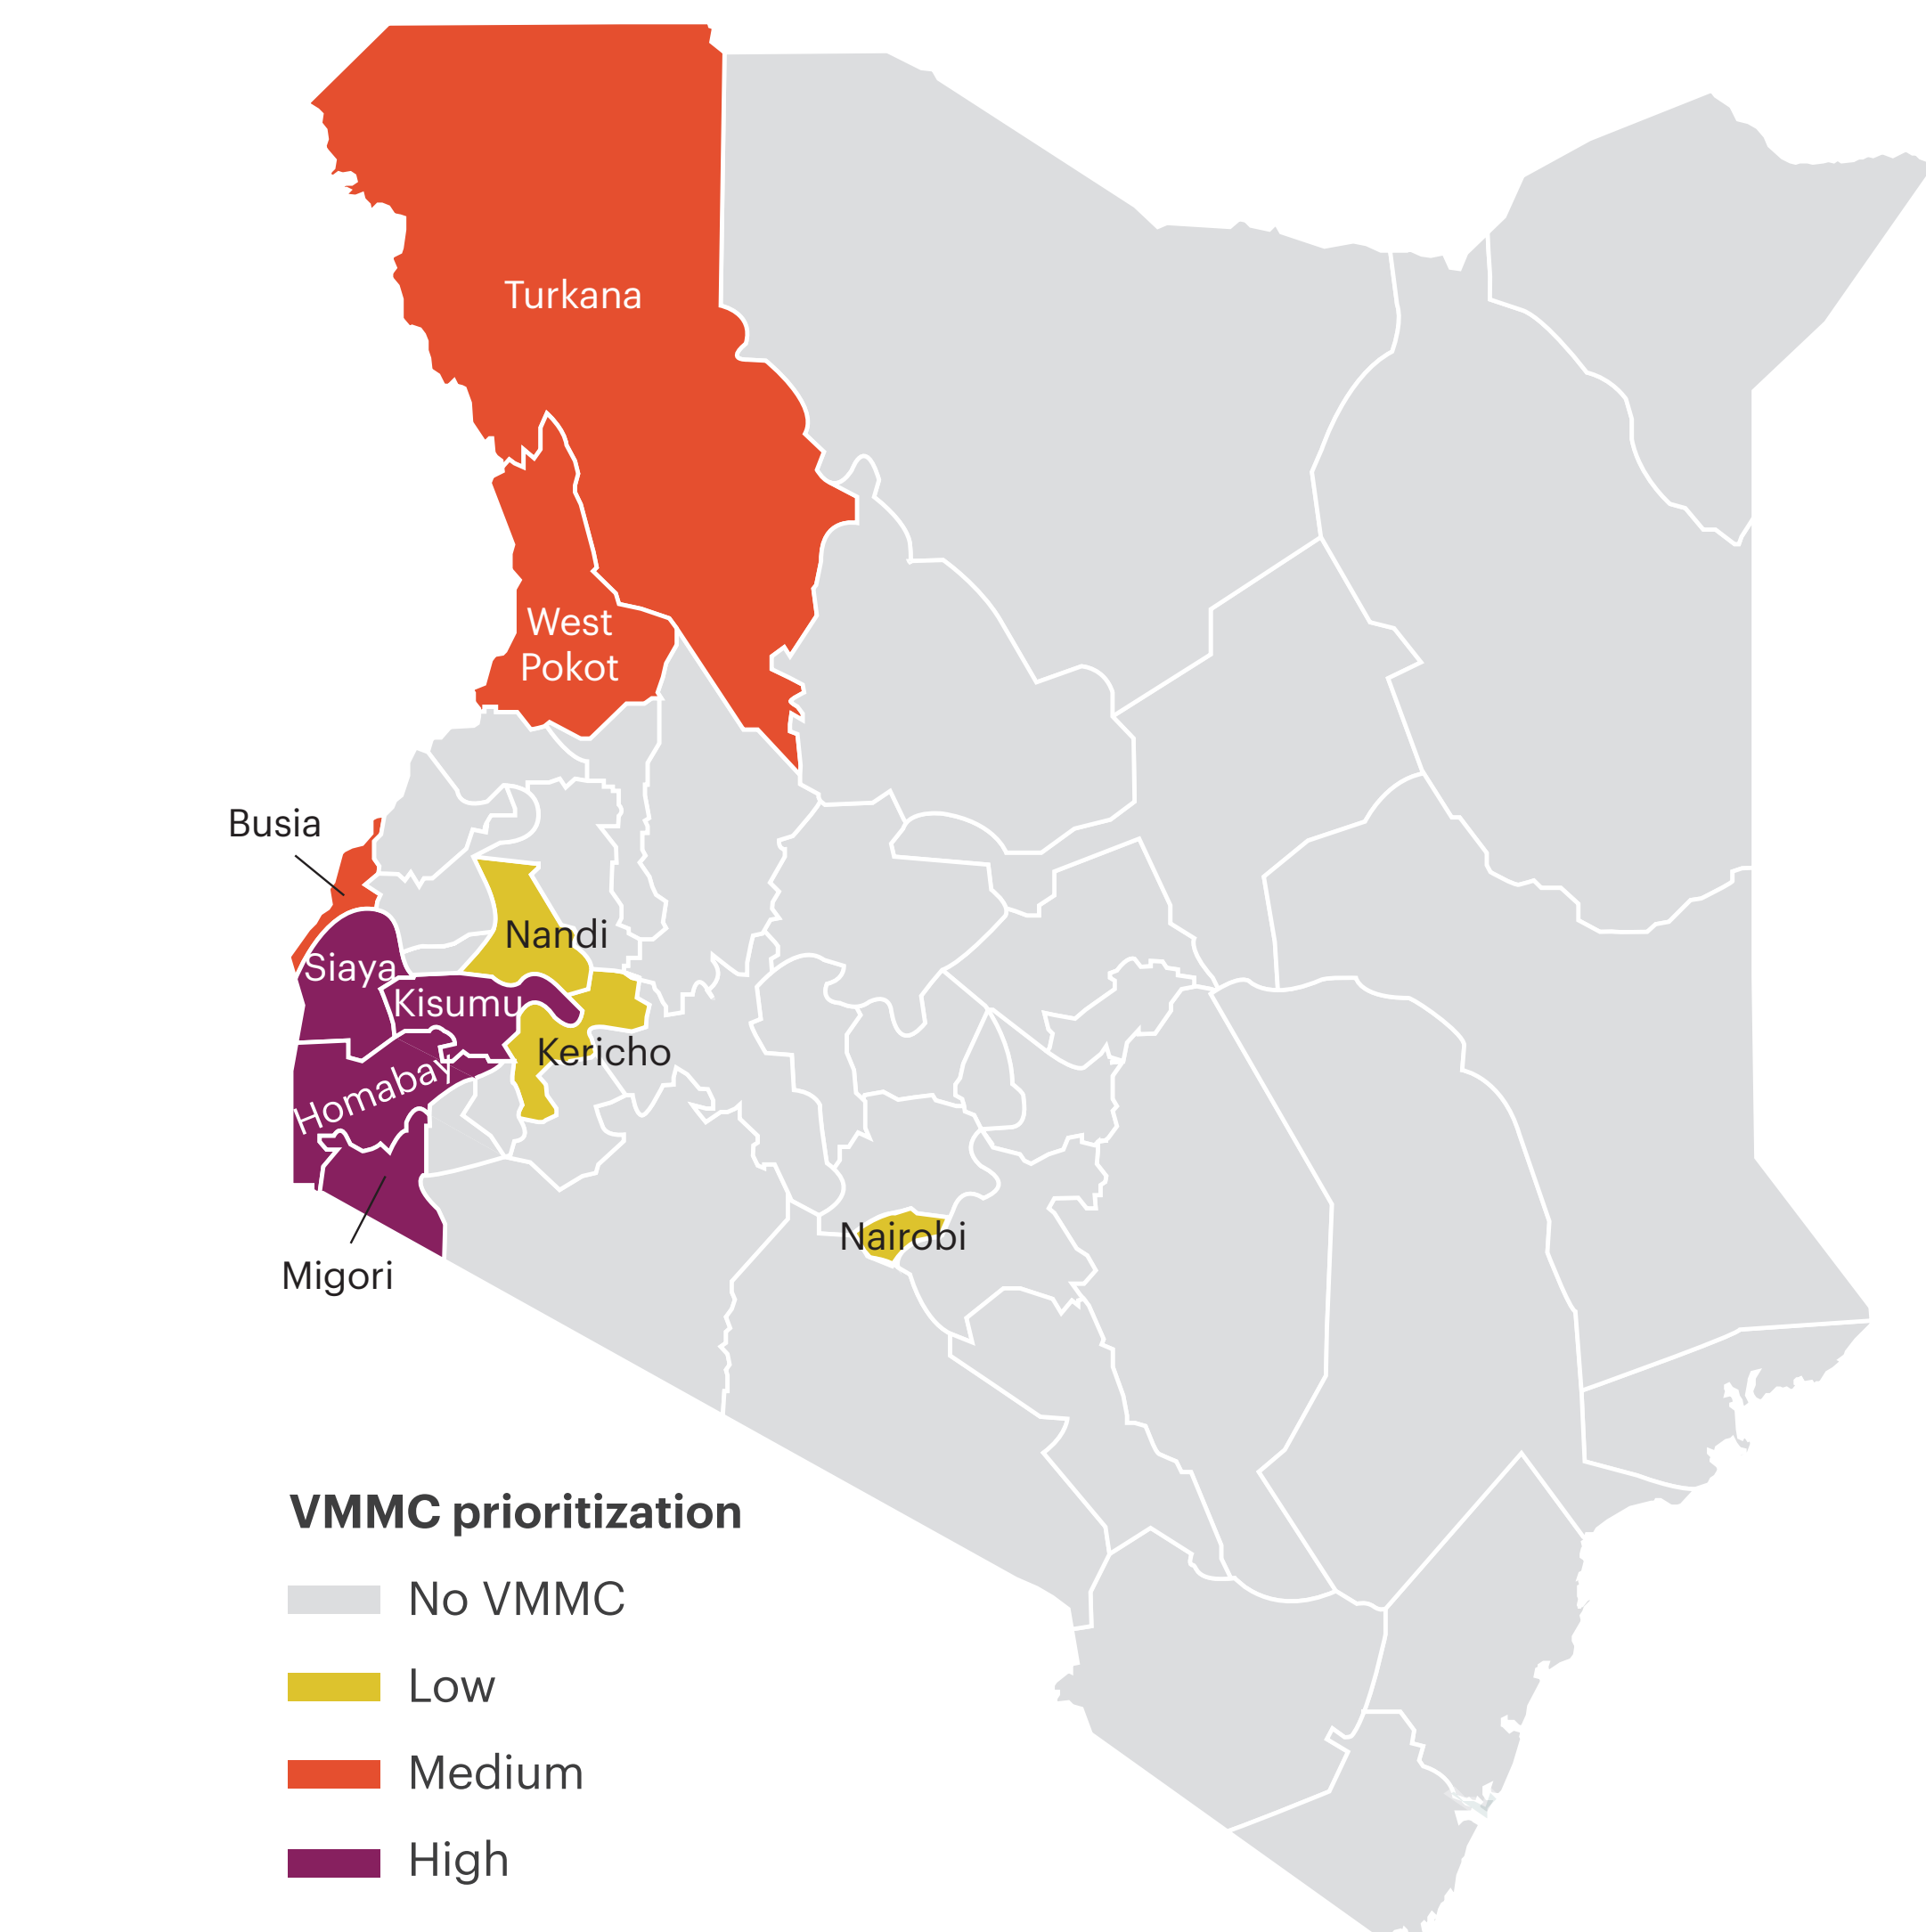 Turkana
West
Pokot
Busia
Nandi
Siaya
Kisumu
Kericho
Homabay
Nairobi
Migori
VMMC prioritization
No VMMC
Low
Medium
High